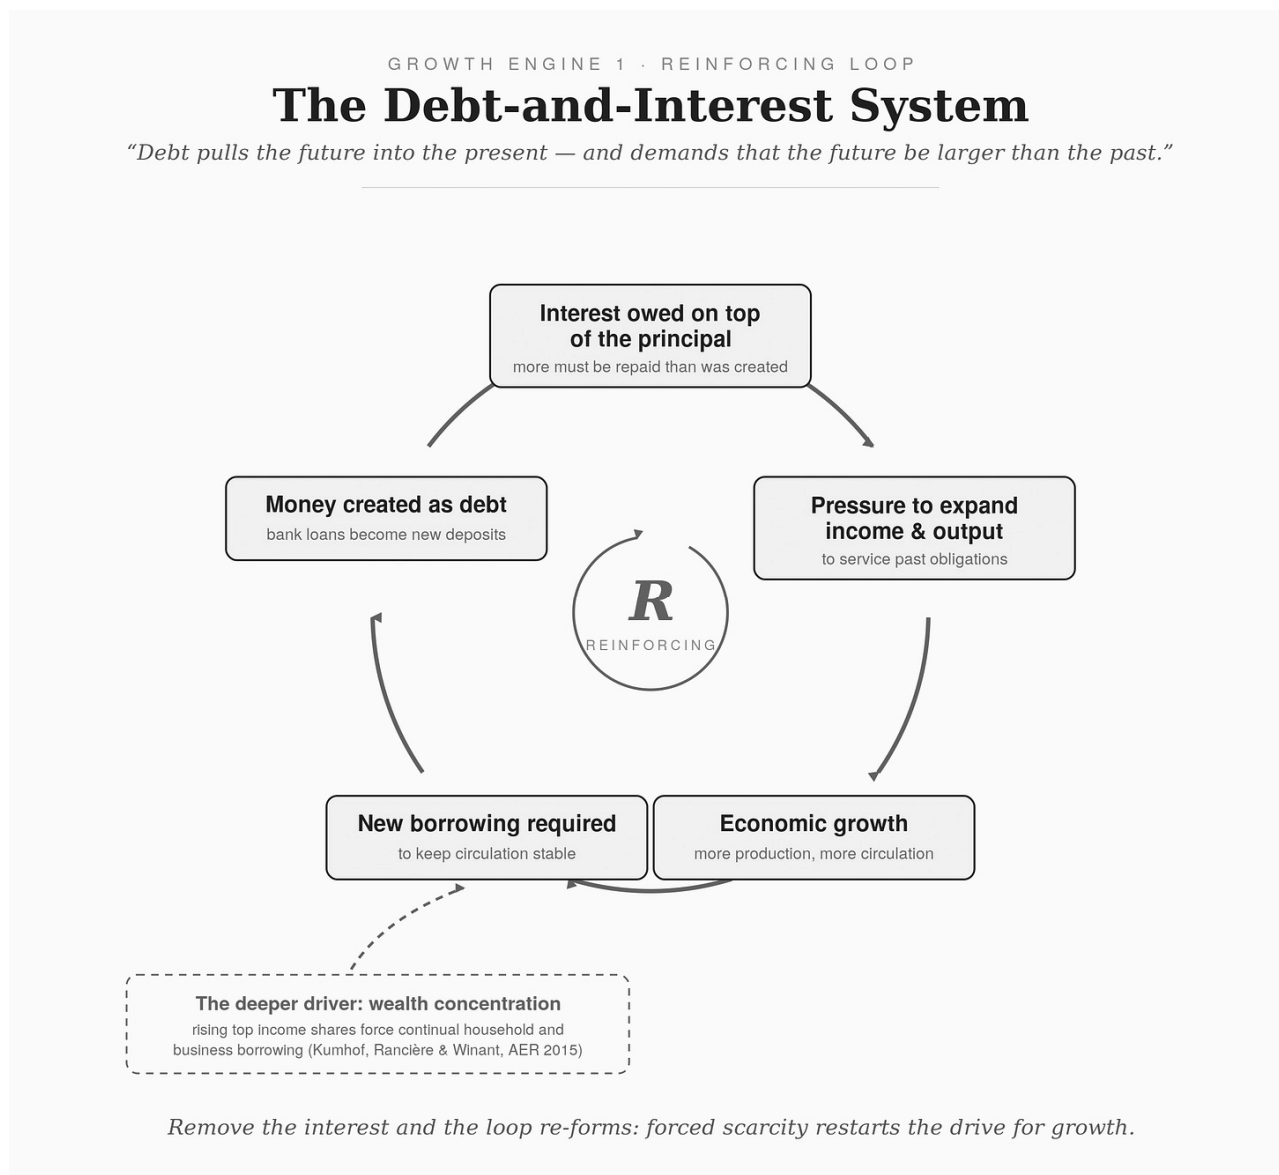 GROWTH ENGINE 1 · REINFORCING LOOP
The Debt-and-Interest System
“Debt pulls the future into the present — and demands that the future be larger than the past.”
Interest owed on top
of the principal
more must be repaid than was created
Money created as debt
bank loans become new deposits
Pressure to expand
income & output
to service past obligations
R
REINFORCING
New borrowing required
to keep circulation stable
Economic growth
more production, more circulation
The deeper driver: wealth concentration
rising top income shares force continual household and
business borrowing (Kumhof, Rancière & Winant, AER 2015)
Remove the interest and the loop re-forms: forced scarcity restarts the drive for growth.